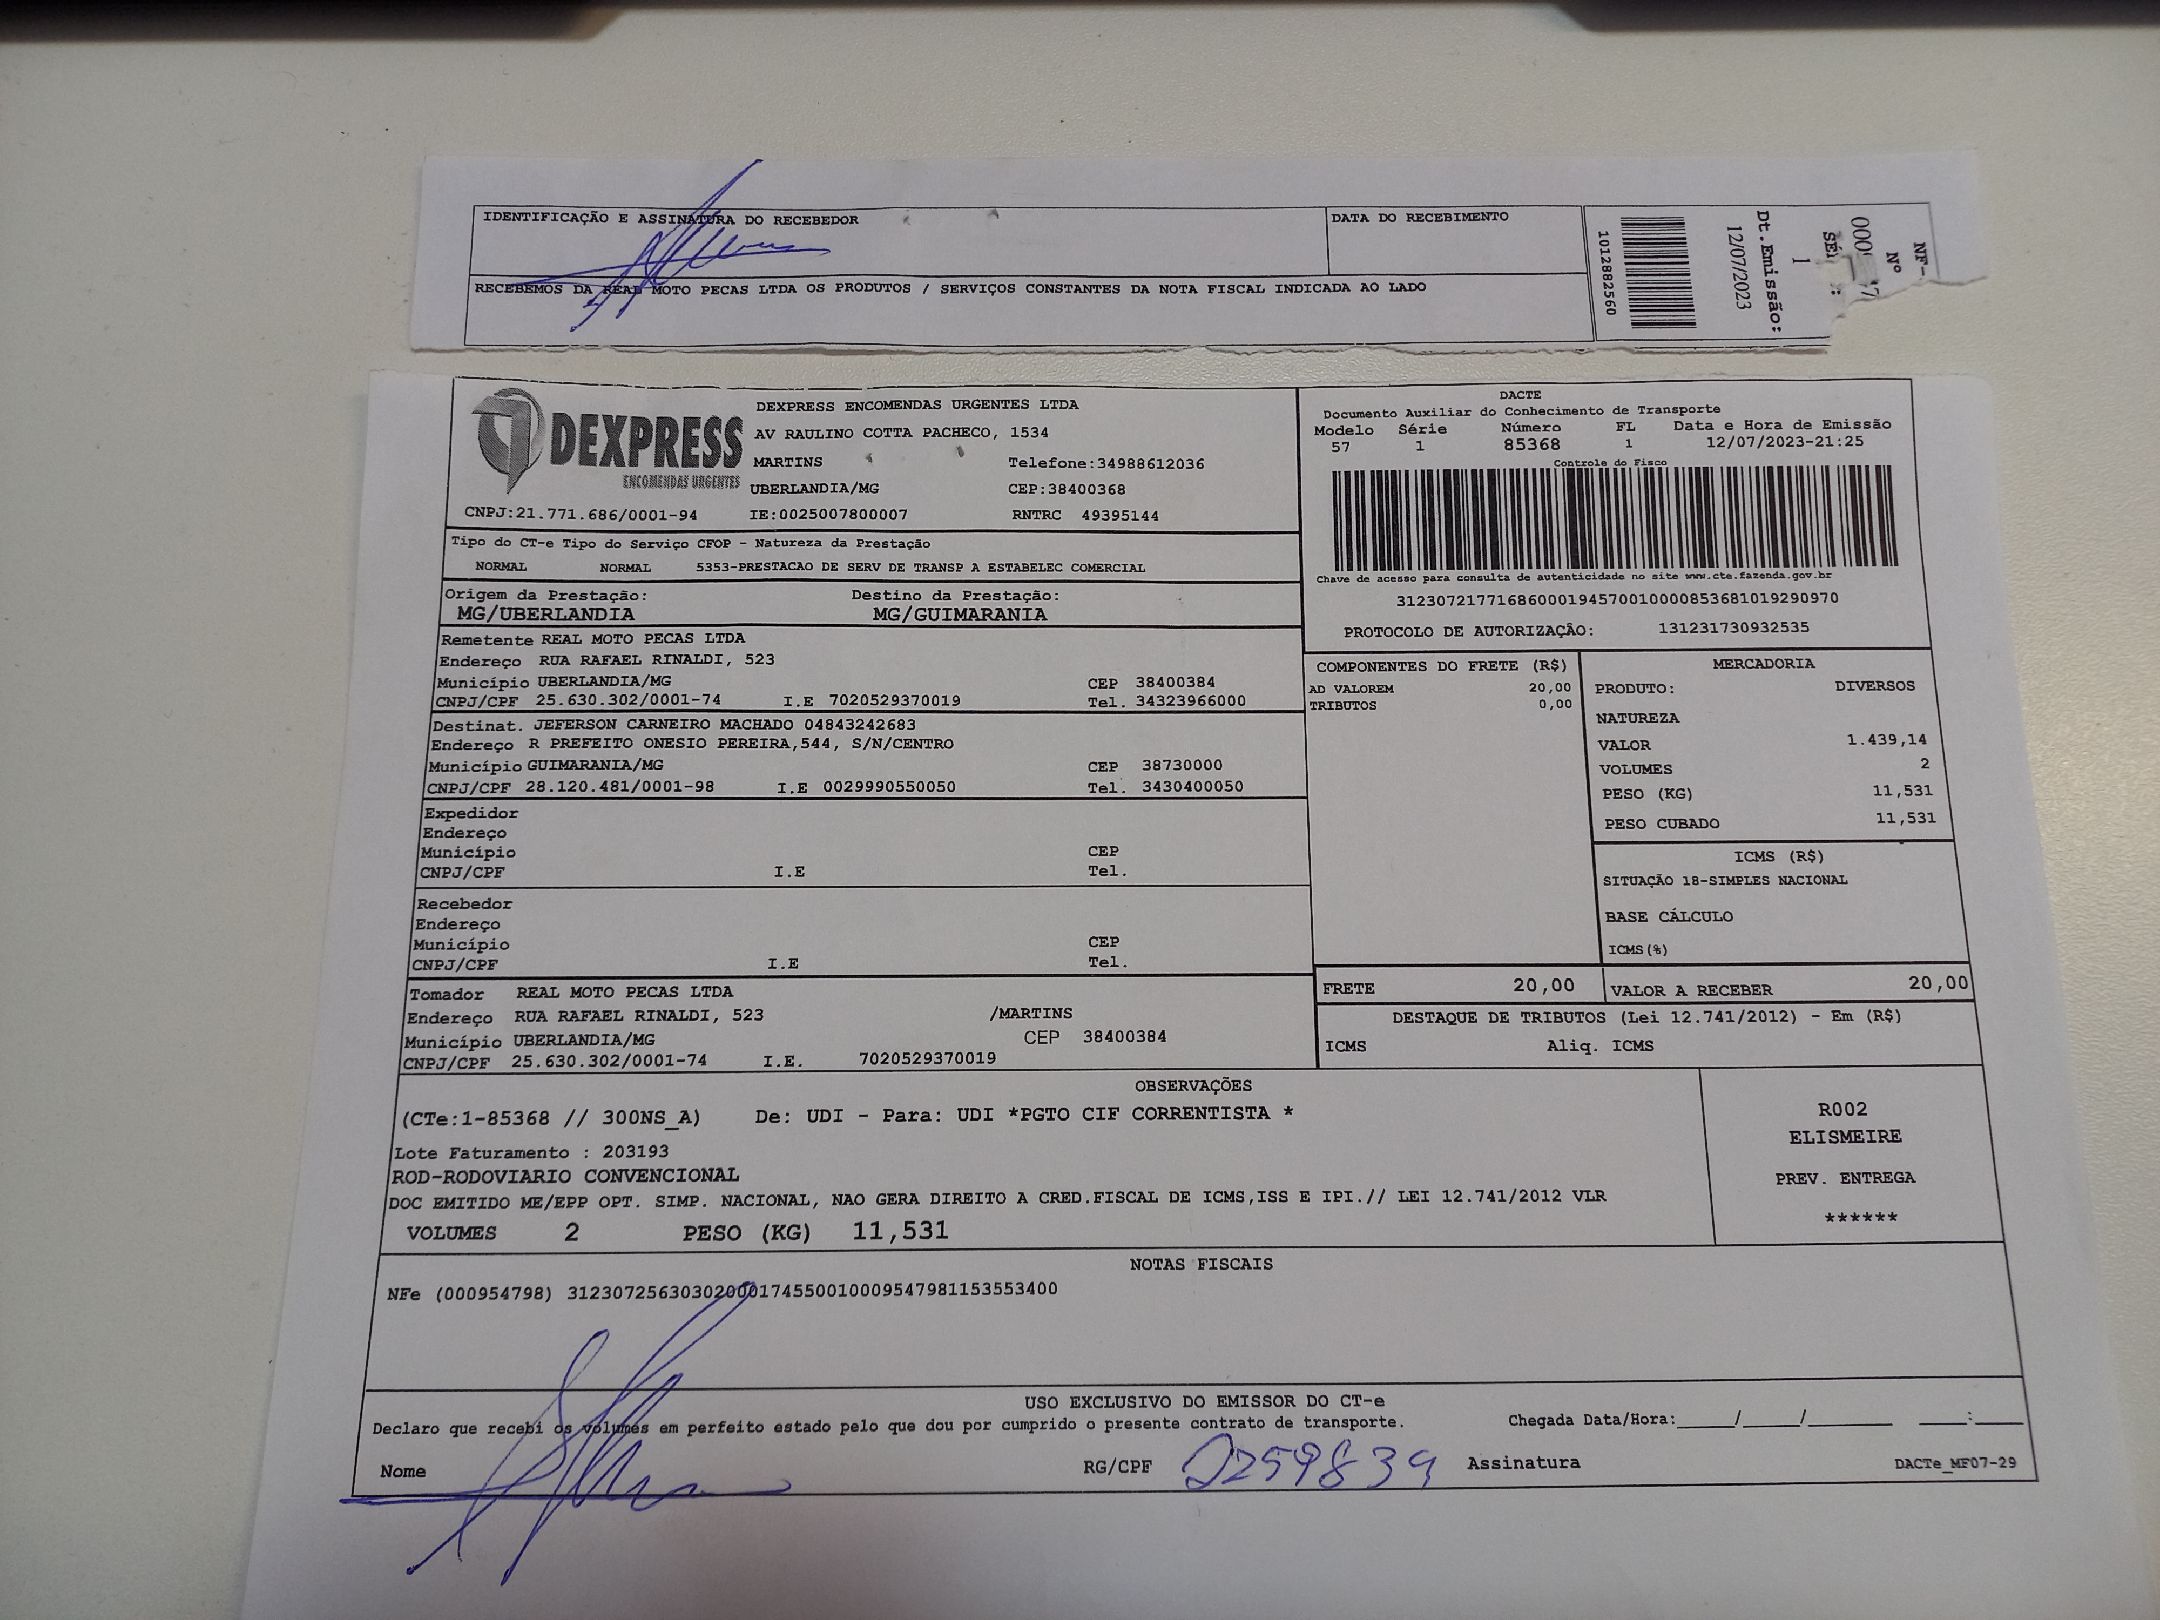 IDENTIFICAÇÃO E ASSINATURA DO RECEBEDOR
DATA DO RECEBIMENTO
RECEBEMOS DA REAL MOTO PECAS LTDA OS PRODUTOS / SERVIÇOS CONSTANTES DA NOTA FISCAL INDICADA AO LADO
1012882560
Dt.Emissão:
12/07/2023
1
Nº
NF-
DEXPRESS
ENCOMENDAS URGENTES
DEXPRESS ENCOMENDAS URGENTES LTDA
AV RAULINO COTTA PACHECO, 1534
MARTINS Telefone:34988612036
UBERLANDIA/MG CEP:38400368
CNPJ:21.771.686/0001-94 IE:0025007800007 RNTRC 49395144
DACTE
Documento Auxiliar do Conhecimento de Transporte
Modelo Série Número FL Data e Hora de Emissão
57 1 85368 1 12/07/2023-21:25
Controle do Fisco
Chave de acesso para consulta de autenticidade no site www.cte.fazenda.gov.br
31230721771686000194570010000853681019290970
PROTOCOLO DE AUTORIZAÇÃO: 131231730932535
Tipo do CT-e Tipo do Serviço CFOP - Natureza da Prestação
NORMAL NORMAL 5353-PRESTACAO DE SERV DE TRANSP A ESTABELEC COMERCIAL
Origem da Prestação: Destino da Prestação:
MG/UBERLANDIA MG/GUIMARANIA
Remetente REAL MOTO PECAS LTDA
Endereço RUA RAFAEL RINALDI, 523
Município UBERLANDIA/MG CEP 38400384
CNPJ/CPF 25.630.302/0001-74 I.E 7020529370019 Tel. 34323966000
Destinat. JEFERSON CARNEIRO MACHADO 04843242683
Endereço R PREFEITO ONESIO PEREIRA,544, S/N/CENTRO
Município GUIMARANIA/MG CEP 38730000
CNPJ/CPF 28.120.481/0001-98 I.E 0029990550050 Tel. 3430400050
Expedidor
Endereço
Município CEP
CNPJ/CPF I.E Tel.
Recebedor
Endereço
Município CEP
CNPJ/CPF I.E Tel.
Tomador REAL MOTO PECAS LTDA
Endereço RUA RAFAEL RINALDI, 523 /MARTINS
Município UBERLANDIA/MG CEP 38400384
CNPJ/CPF 25.630.302/0001-74 I.E. 7020529370019
COMPONENTES DO FRETE (R$)
AD VALOREM 20,00
TRIBUTOS 0,00
MERCADORIA
PRODUTO: DIVERSOS
NATUREZA
VALOR 1.439,14
VOLUMES 2
PESO (KG) 11,531
PESO CUBADO 11,531
ICMS (R$)
SITUAÇÃO 18-SIMPLES NACIONAL
BASE CÁLCULO
ICMS(%)
FRETE 20,00 VALOR A RECEBER 20,00
DESTAQUE DE TRIBUTOS (Lei 12.741/2012) - Em (R$)
ICMS Aliq. ICMS
OBSERVAÇÕES
(CTe:1-85368 // 300NS_A) De: UDI - Para: UDI *PGTO CIF CORRENTISTA *
Lote Faturamento : 203193
ROD-RODOVIARIO CONVENCIONAL
DOC EMITIDO ME/EPP OPT. SIMP. NACIONAL, NAO GERA DIREITO A CRED.FISCAL DE ICMS,ISS E IPI.// LEI 12.741/2012 VLR
VOLUMES 2 PESO (KG) 11,531
R002
ELISMEIRE
PREV. ENTREGA
******
NOTAS FISCAIS
NFe (000954798) 31230725630302000174550010009547981153553400
USO EXCLUSIVO DO EMISSOR DO CT-e
Declaro que recebi os volumes em perfeito estado pelo que dou por cumprido o presente contrato de transporte. Chegada Data/Hora:_____/_____/________ ____:____
Nome RG/CPF 2259839 Assinatura DACTe_MF07-29